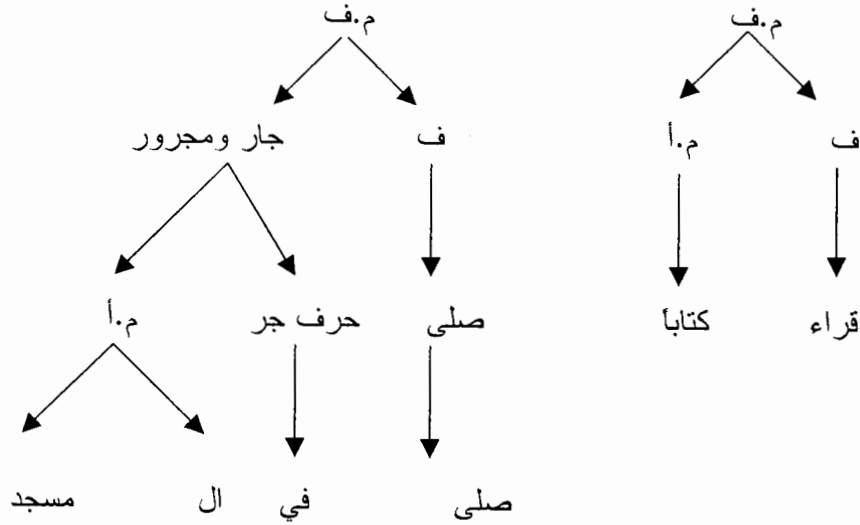 م.ف م.ف
ف م.أ ف جار ومجرور
قراء كتاباً صلى حرف جر م.أ
صلى في ال مسجد